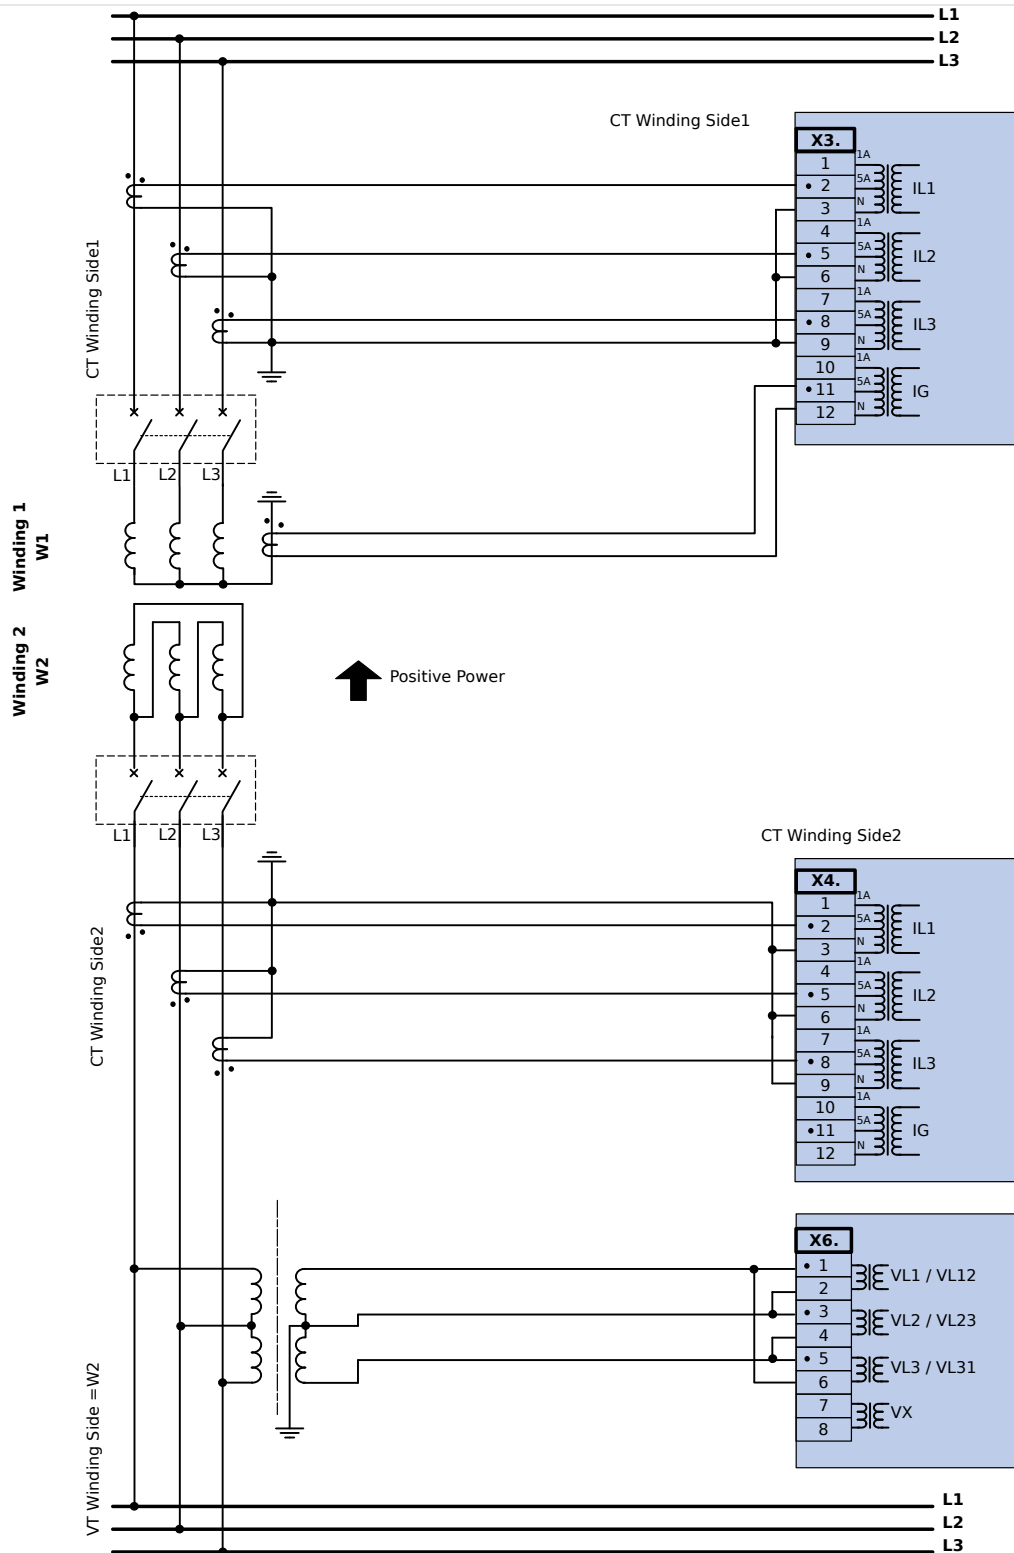 L1
L2
L3
CT Winding Side1
X3.
1
2
3
4
5
6
7
8
9
10
11
12
1A
5A
N
IL1
1A
5A
N
IL2
1A
5A
N
IL3
1A
5A
N
IG
CT Winding Side1
L1
L2
L3
Winding 1
W1
Winding 2
W2
Positive Power
L1
L2
L3
CT Winding Side2
CT Winding Side2
X4.
1
2
3
4
5
6
7
8
9
10
11
12
1A
5A
N
IL1
1A
5A
N
IL2
1A
5A
N
IL3
1A
5A
N
IG
X6.
1
2
3
4
5
6
7
8
VL1 / VL12
VL2 / VL23
VL3 / VL31
VX
VT Winding Side =W2
L1
L2
L3